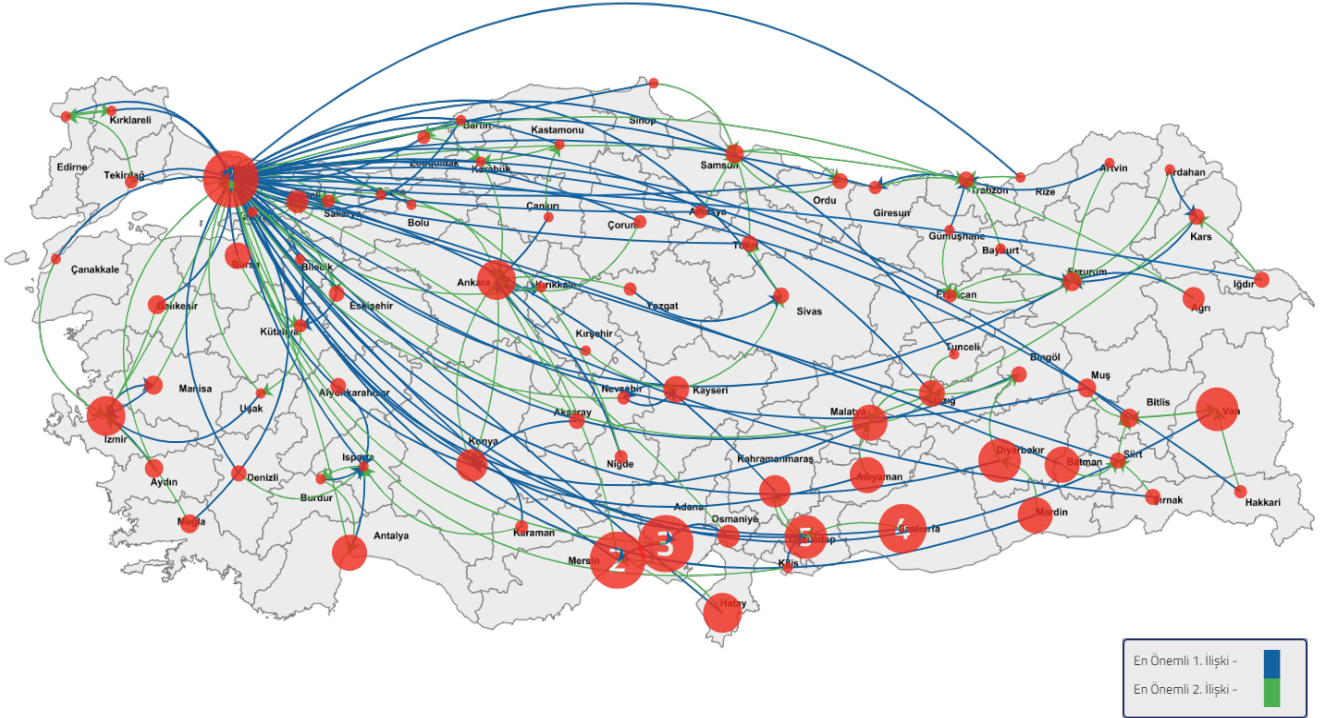 Sinop
Bartın
Kastamonu
Kırklareli
Zonguldak
Karabük
Samsun
Artvin
Ardahan
Edirne
Tekirdağ
1
Trabzon
Rize
Sakarya
Bolu
Çankırı
Çorum
Amasya
Ordu
Giresun
Gümüşhane
Bayburt
Kars
Tokat
Çanakkale
Bursa
Bilecik
Ankara
Kırıkkale
Erzurum
Iğdır
Balıkesir
Eskişehir
Yozgat
Sivas
Erzincan
Ağrı
Kütahya
Kırşehir
Tunceli
Bingöl
Manisa
Uşak
Afyonkarahisar
Nevşehir
Kayseri
Elazığ
Muş
Bitlis
Van
İzmir
Aksaray
Malatya
Konya
Isparta
Niğde
Kahramanmaraş
Diyarbakır
Batman
Siirt
Aydın
Denizli
Burdur
Adıyaman
Şırnak
Hakkari
Muğla
Antalya
Karaman
Adana
Osmaniye
Mardin
Mersin
2
3
5
Gaziantep
4
Şanlıurfa
Kilis
Hatay
En Önemli 1. İlişki -
En Önemli 2. İlişki -